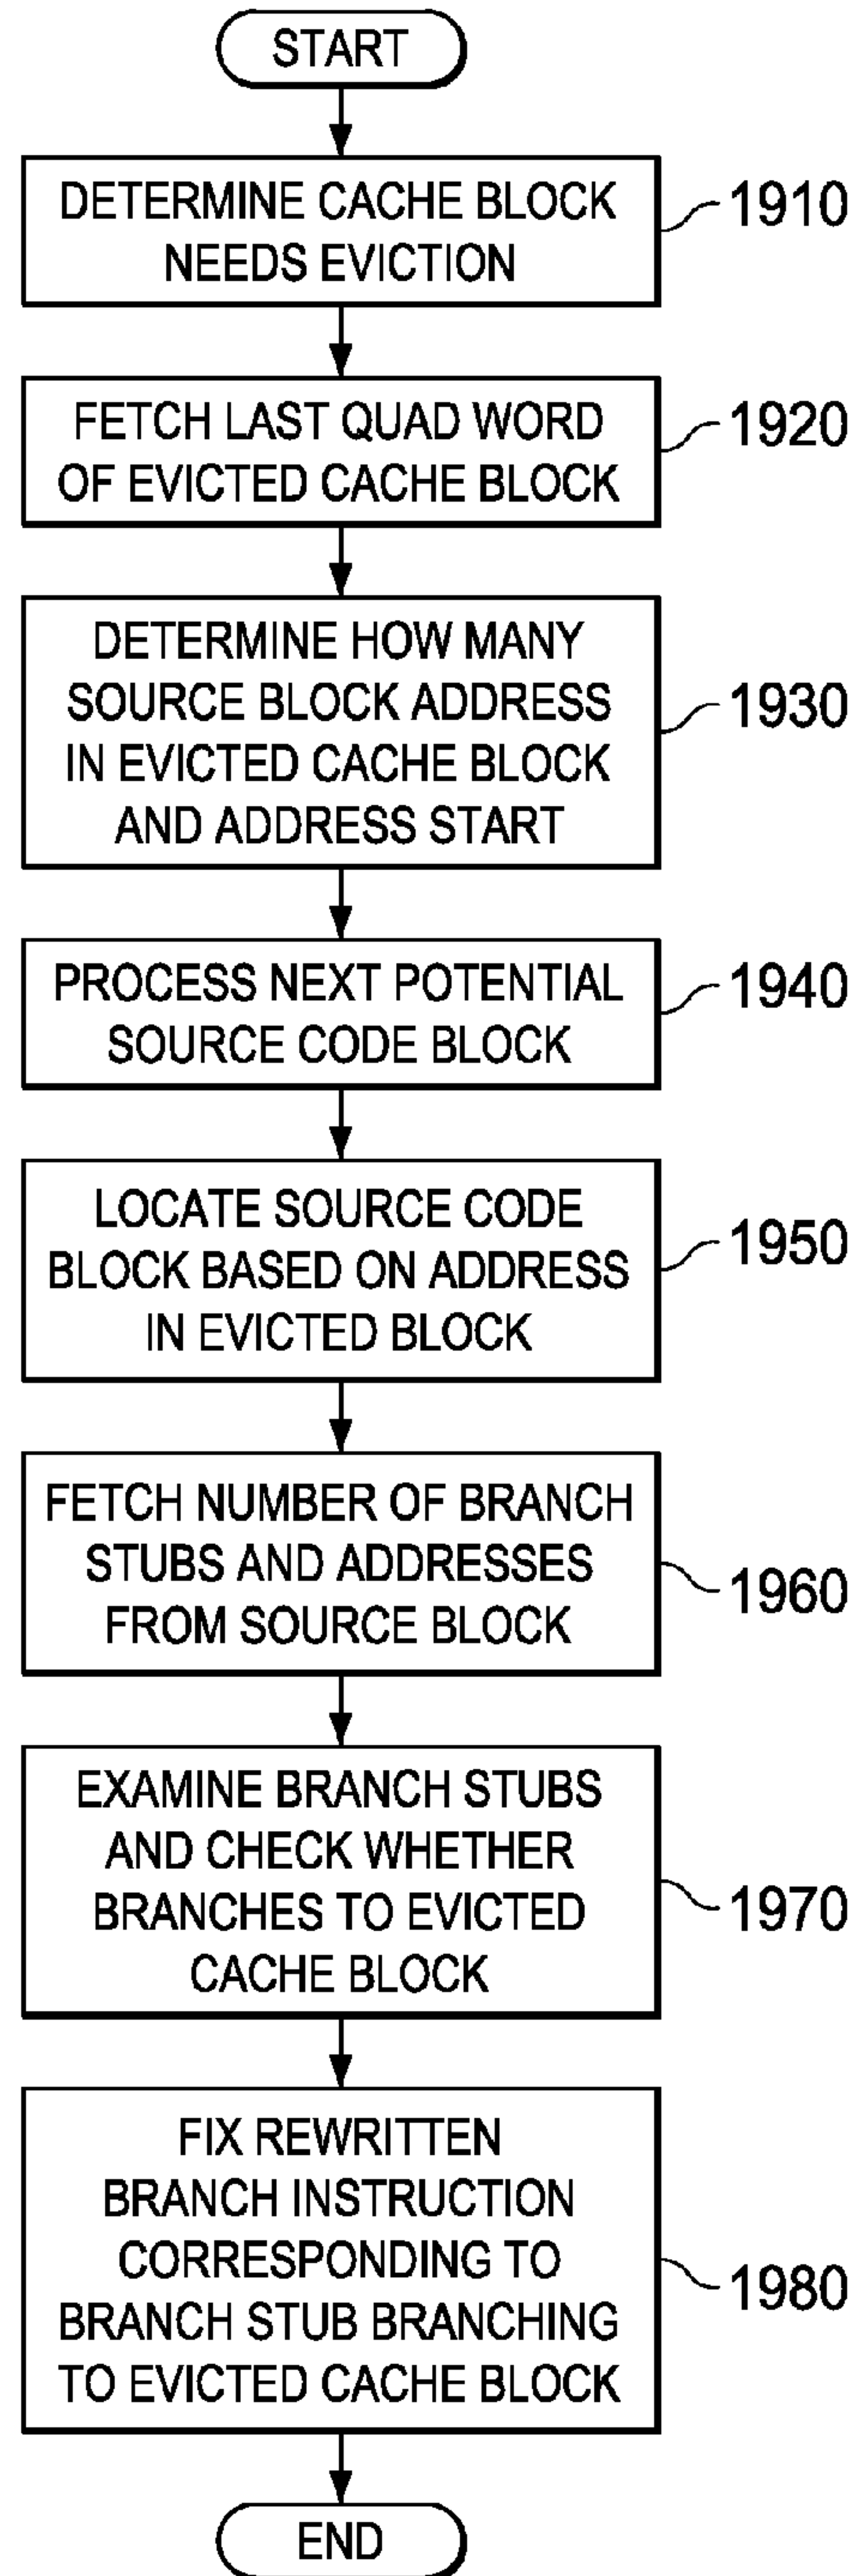 START
DETERMINE CACHE BLOCK
NEEDS EVICTION
1910
FETCH LAST QUAD WORD
OF EVICTED CACHE BLOCK
1920
DETERMINE HOW MANY
SOURCE BLOCK ADDRESS
IN EVICTED CACHE BLOCK
AND ADDRESS START
1930
PROCESS NEXT POTENTIAL
SOURCE CODE BLOCK
1940
LOCATE SOURCE CODE
BLOCK BASED ON ADDRESS
IN EVICTED BLOCK
1950
FETCH NUMBER OF BRANCH
STUBS AND ADDRESSES
FROM SOURCE BLOCK
1960
EXAMINE BRANCH STUBS
AND CHECK WHETHER
BRANCHES TO EVICTED
CACHE BLOCK
1970
FIX REWRITTEN
BRANCH INSTRUCTION
CORRESPONDING TO
BRANCH STUB BRANCHING
TO EVICTED CACHE BLOCK
1980
END